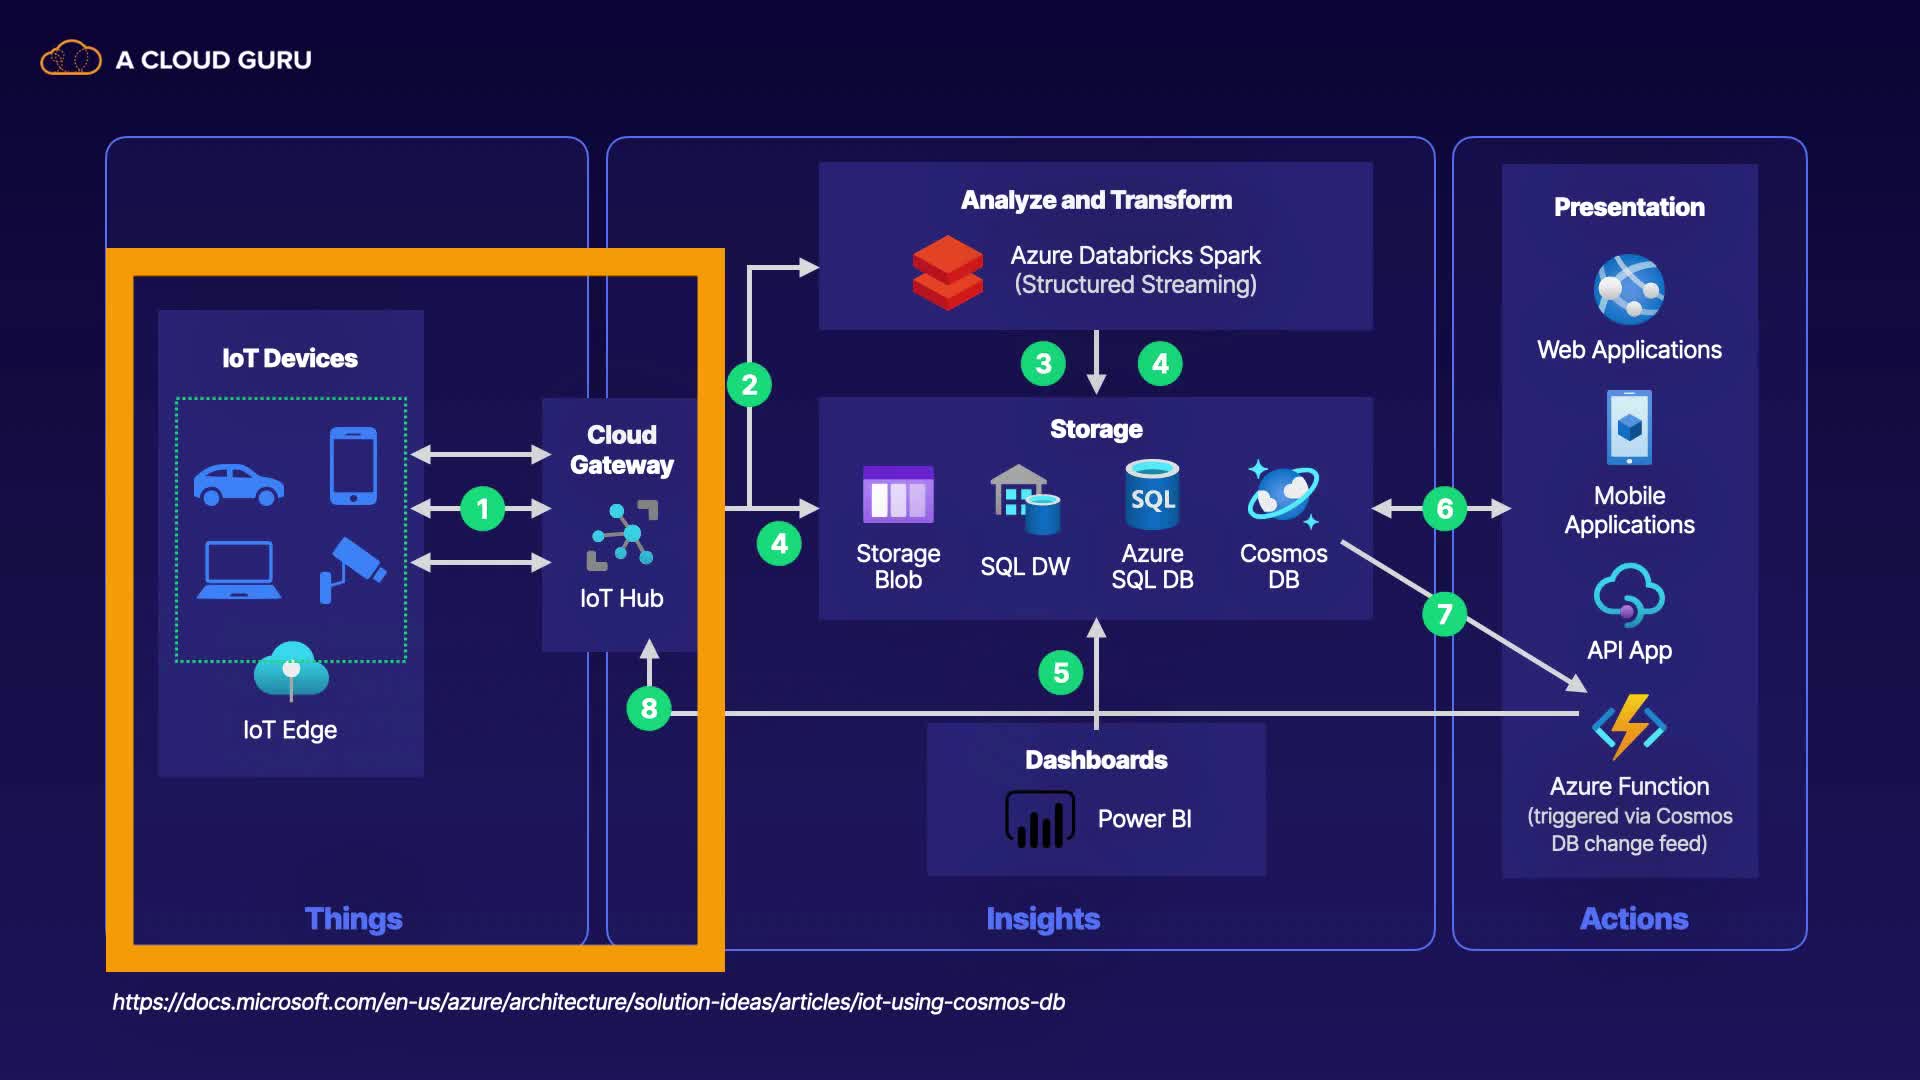 A CLOUD GURU
IoT Devices
IoT Edge
1
Cloud
Gateway
IoT Hub
8
Things
2
4
Analyze and Transform
Azure Databricks Spark
(Structured Streaming)
3
4
Storage
Storage
Blob
SQL DW
SQL
Azure
SQL DB
Cosmos
DB
5
Dashboards
Power BI
Insights
6
7
Presentation
Web Applications
Mobile
Applications
API App
Azure Function
(triggered via Cosmos
DB change feed)
Actions
https://docs.microsoft.com/en-us/azure/architecture/solution-ideas/articles/iot-using-cosmos-db